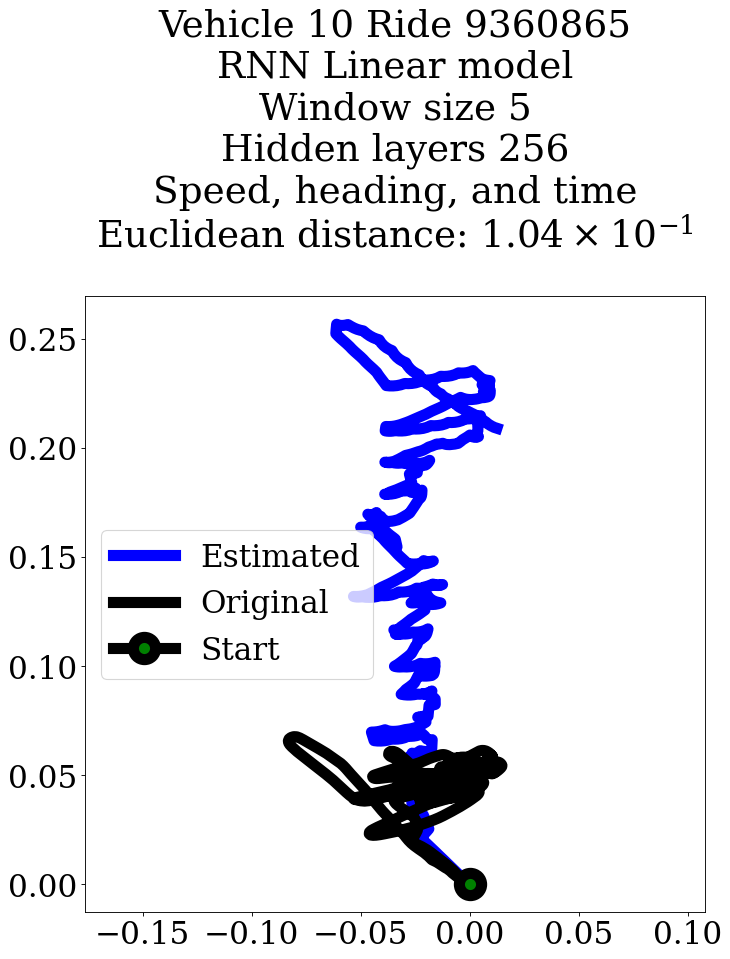 Vehicle 10 Ride 9360865
RNN Linear model
Window size 5
Hidden layers 256
Speed, heading, and time
Euclidean distance: 1.04 × 10⁻¹
0.25
0.20
0.15
0.10
0.05
0.00
Estimated
Original
Start
−0.15 −0.10 −0.05 0.00 0.05 0.10